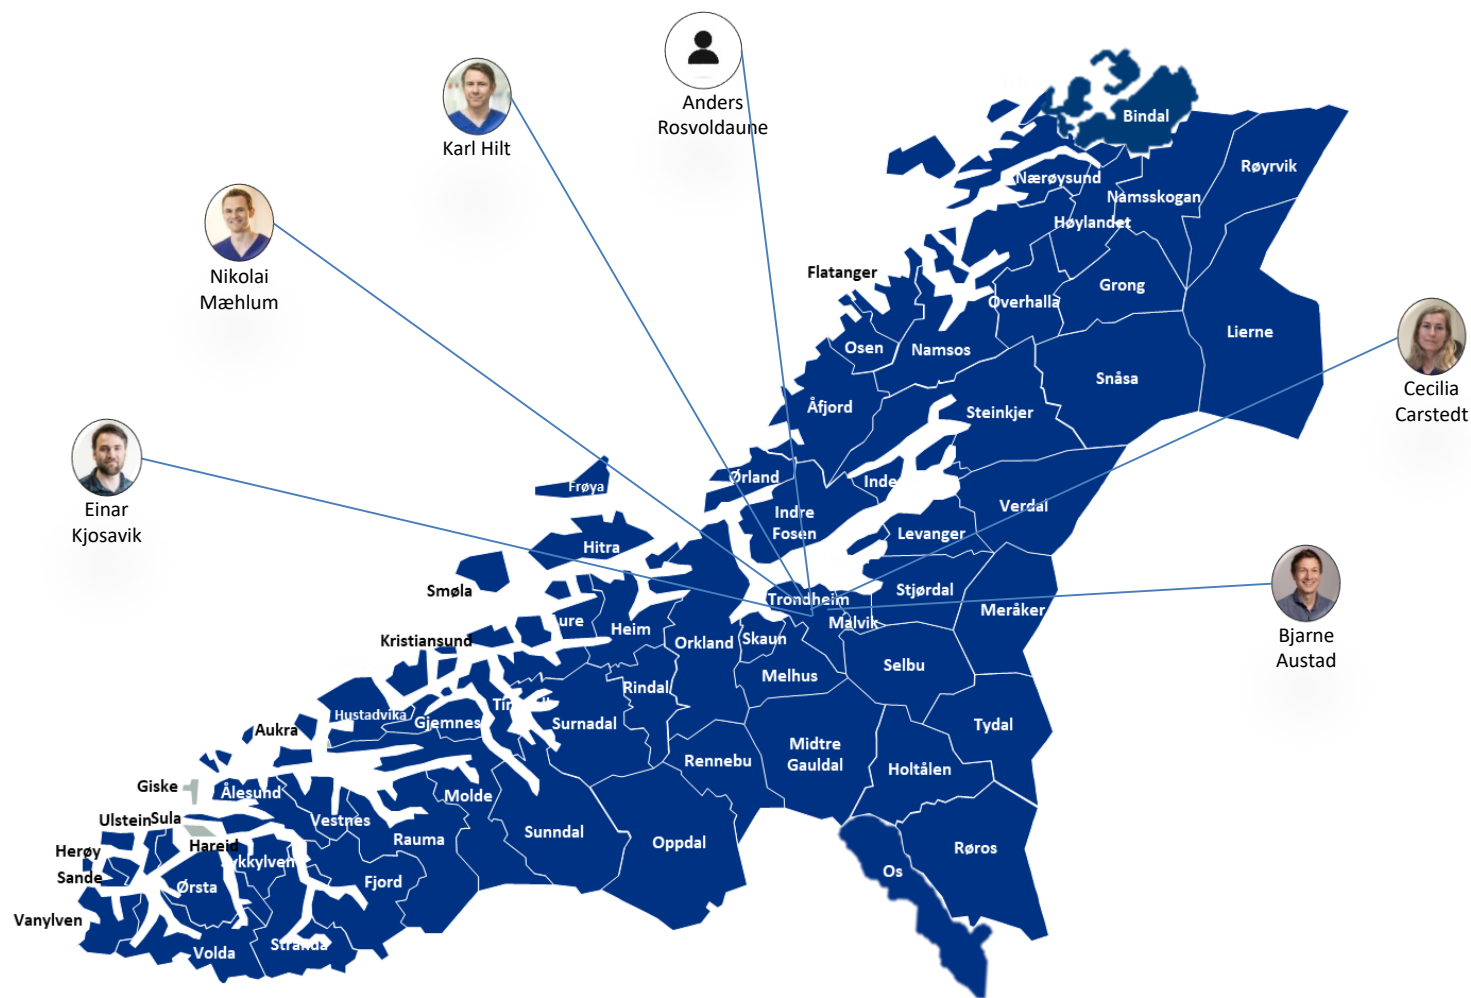 Anders
Rosvoldaune
Karl Hilt
Nikolai
Mæhlum
Einar
Kjosavik
Cecilia
Carstedt
Bjarne
Austad
Bindal
Røyrvik
Nærøysund
Namsskogan
Høylandet
Flatanger
Grong
Overhalla
Lierne
Osen
Namsos
Snåsa
Åfjord
Steinkjer
Ørland
Inde
Frøya
Verdal
Indre
Fosen
Levanger
Hitra
Smøla
Stjørdal
Trondheim
Meråker
ure
Heim
Malvik
Kristiansund
Orkland
Skaun
Selbu
Melhus
Rindal
Hustadvika
Gjemnes
Surnadal
Tydal
Aukra
Midtre
Gauldal
Rennebu
Holtålen
Giske
Ålesund
Molde
Ulstein
Sula
Vestnes
Sunndal
Rauma
Oppdal
Hareid
Røros
Herøy
ykkylven
Os
Sande
Ørsta
Fjord
Vanylven
Volda
Stranda